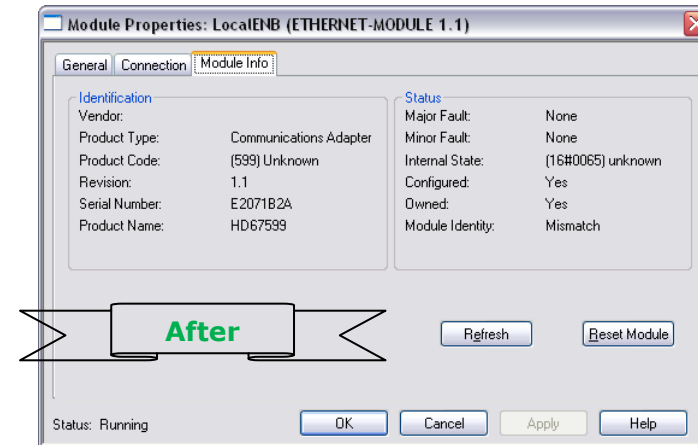 Module Properties: LocalENB (ETHERNET-MODULE 1.1)
General Connection Module Info
Identification
Vendor:
Product Type: Communications Adapter
Product Code: (599) Unknown
Revision: 1.1
Serial Number: E2071B2A
Product Name: HD67599
Status
Major Fault: None
Minor Fault: None
Internal State: (16#0065) unknown
Configured: Yes
Owned: Yes
Module Identity: Mismatch
After
Refresh Reset Module
Status: Running
OK Cancel Apply Help